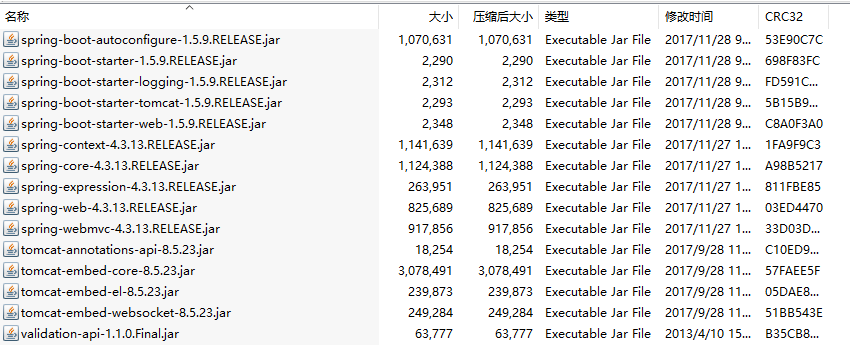 名称 大小 压缩后大小 类型 修改时间 CRC32
spring-boot-autoconfigure-1.5.9.RELEASE.jar 1,070,631 1,070,631 Executable Jar File 2017/11/28 9... 53E90C7C
spring-boot-starter-1.5.9.RELEASE.jar 2,290 2,290 Executable Jar File 2017/11/28 9... 698F83FC
spring-boot-starter-logging-1.5.9.RELEASE.jar 2,312 2,312 Executable Jar File 2017/11/28 9... FD591C...
spring-boot-starter-tomcat-1.5.9.RELEASE.jar 2,293 2,293 Executable Jar File 2017/11/28 9... 5B15B9...
spring-boot-starter-web-1.5.9.RELEASE.jar 2,348 2,348 Executable Jar File 2017/11/28 9... C8A0F3A0
spring-context-4.3.13.RELEASE.jar 1,141,639 1,141,639 Executable Jar File 2017/11/27 1... 1FA9F9C3
spring-core-4.3.13.RELEASE.jar 1,124,388 1,124,388 Executable Jar File 2017/11/27 1... A98B5217
spring-expression-4.3.13.RELEASE.jar 263,951 263,951 Executable Jar File 2017/11/27 1... 811FBE85
spring-web-4.3.13.RELEASE.jar 825,689 825,689 Executable Jar File 2017/11/27 1... 03ED4470
spring-webmvc-4.3.13.RELEASE.jar 917,856 917,856 Executable Jar File 2017/11/27 1... 33D03D...
tomcat-annotations-api-8.5.23.jar 18,254 18,254 Executable Jar File 2017/9/28 11... C10ED9...
tomcat-embed-core-8.5.23.jar 3,078,491 3,078,491 Executable Jar File 2017/9/28 11... 57FAEE5F
tomcat-embed-el-8.5.23.jar 239,873 239,873 Executable Jar File 2017/9/28 11... 05DAE8...
tomcat-embed-websocket-8.5.23.jar 249,284 249,284 Executable Jar File 2017/9/28 11... 51BB543E
validation-api-1.1.0.Final.jar 63,777 63,777 Executable Jar File 2013/4/10 15... B35CB8...